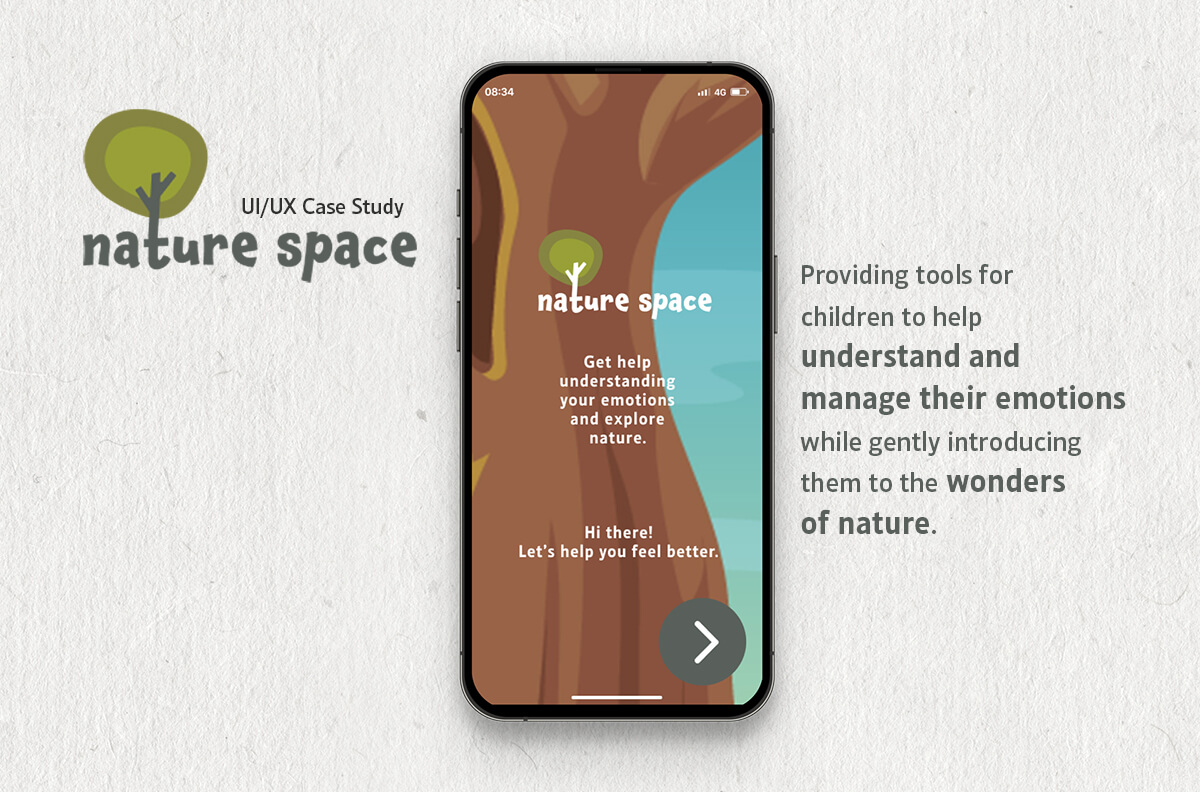 UI/UX Case Study
nature space
08:34
4G
nature space
Get help
understanding
your emotions
and explore
nature.
Hi there!
Let's help you feel better.
Providing tools for
children to help
understand and
manage their emotions
while gently introducing
them to the wonders
of nature.